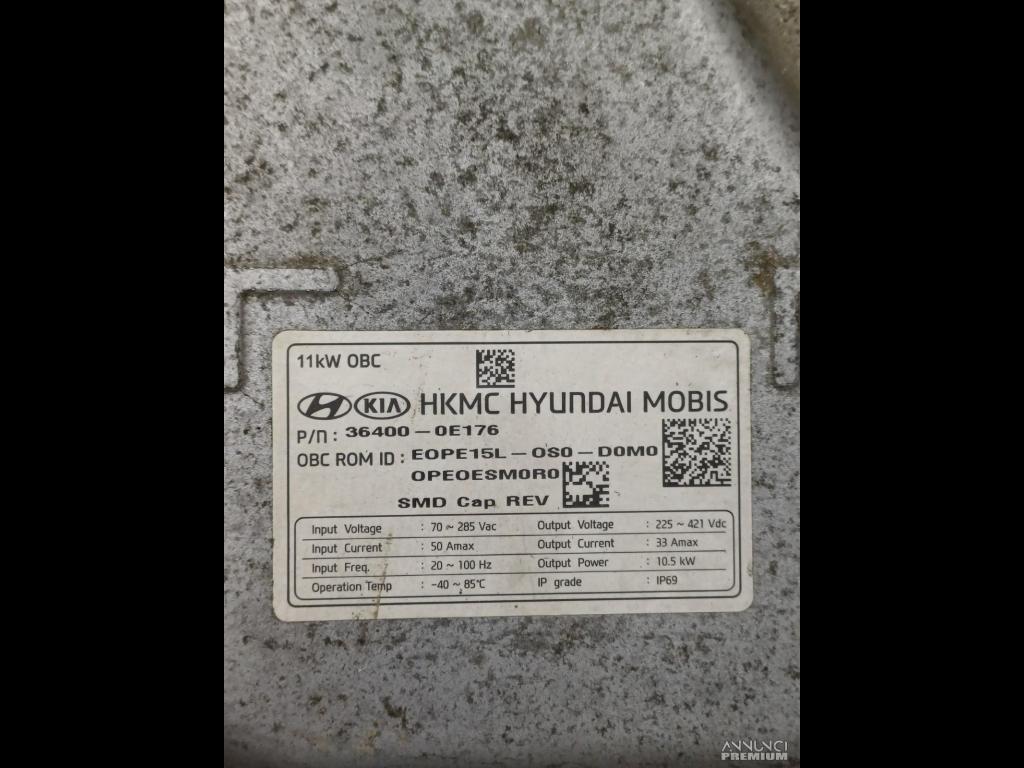 11kW OBC
KIA HKMC HYUNDAI MOBIS
P/N : 36400-0E176
OBC ROM ID : EOPE15L-0S0-D0M0
OPEOESM0R0
SMD Cap REV
Input Voltage : 70 ~ 285 Vac Output Voltage : 225 ~ 421 Vdc
Input Current : 50 Amax Output Current : 33 Amax
Input Freq. : 20 ~ 100 Hz Output Power : 10.5 kW
Operation Temp : -40 ~ 85℃ IP grade : IP69
ANNUNCI
PREMIUM